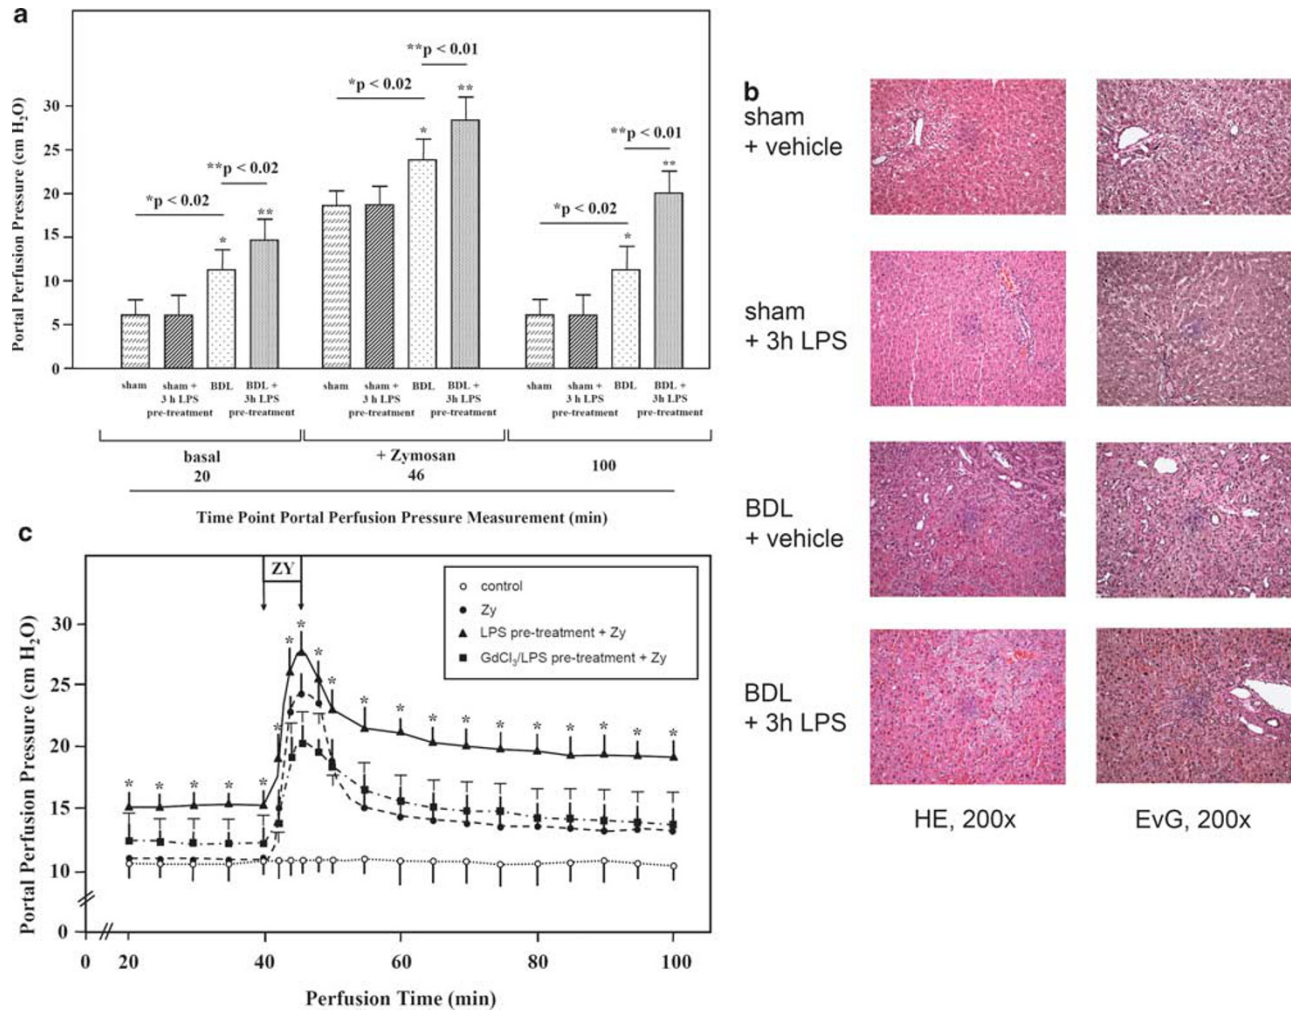 a
**p < 0.01
*p < 0.02
**
**p < 0.01
**p < 0.02
*
**
*p < 0.02
**
*p < 0.02
*
*
Portal Perfusion Pressure (cm H₂O)
30
25
20
15
10
5
0
sham
sham +
3 h LPS
pre-treatment
BDL
BDL +
3h LPS
pre-treatment
sham
sham +
3 h LPS
pre-treatment
BDL
BDL +
3h LPS
pre-treatment
sham
sham +
3 h LPS
pre-treatment
BDL
BDL +
3h LPS
pre-treatment
basal
20
+ Zymosan
46
100
Time Point Portal Perfusion Pressure Measurement (min)
b
sham
+ vehicle
sham
+ 3h LPS
BDL
+ vehicle
BDL
+ 3h LPS
HE, 200x
EvG, 200x
c
ZY
control
Zy
LPS pre-treatment + Zy
GdCl₃/LPS pre-treatment + Zy
* * * * * * * * * * * * * * * * * * *
Portal Perfusion Pressure (cm H₂O)
30
25
20
15
10
0
0 20 40 60 80 100
Perfusion Time (min)